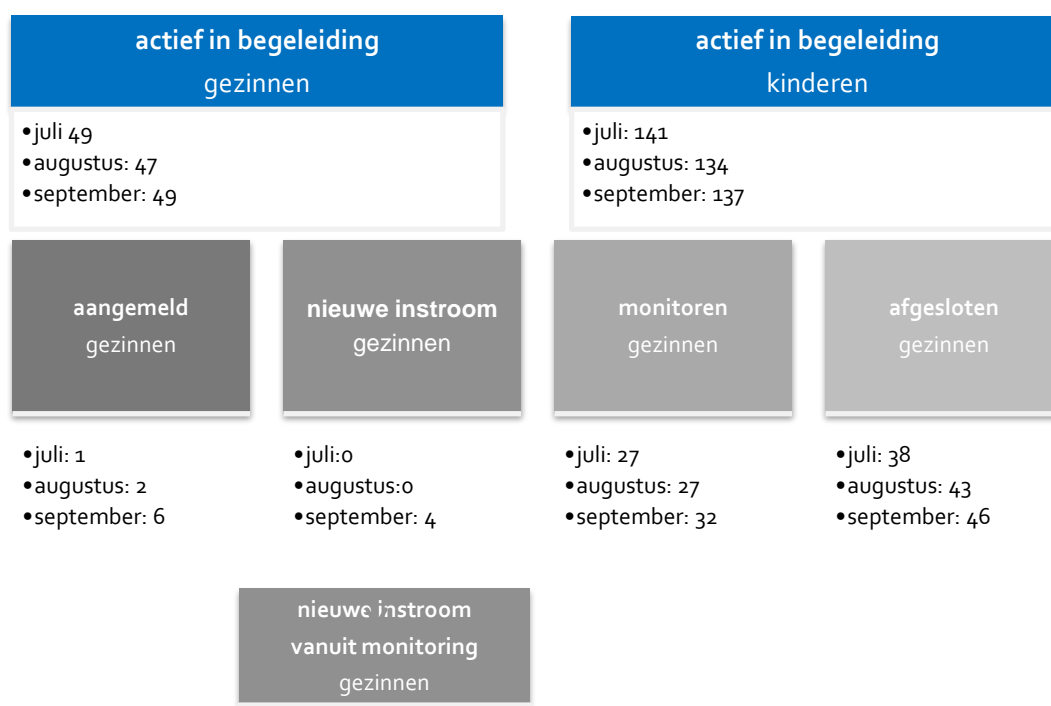 actief in begeleiding
gezinnen
•juli 49
•augustus: 47
•september: 49
actief in begeleiding
kinderen
•juli: 141
•augustus: 134
•september: 137
aangemeld
gezinnen
•juli: 1
•augustus: 2
•september: 6
nieuwe instroom
gezinnen
•juli:0
•augustus:0
•september: 4
monitoren
gezinnen
•juli: 27
•augustus: 27
•september: 32
afgesloten
gezinnen
•juli: 38
•augustus: 43
•september: 46
nieuwe instroom
vanuit monitoring
gezinnen